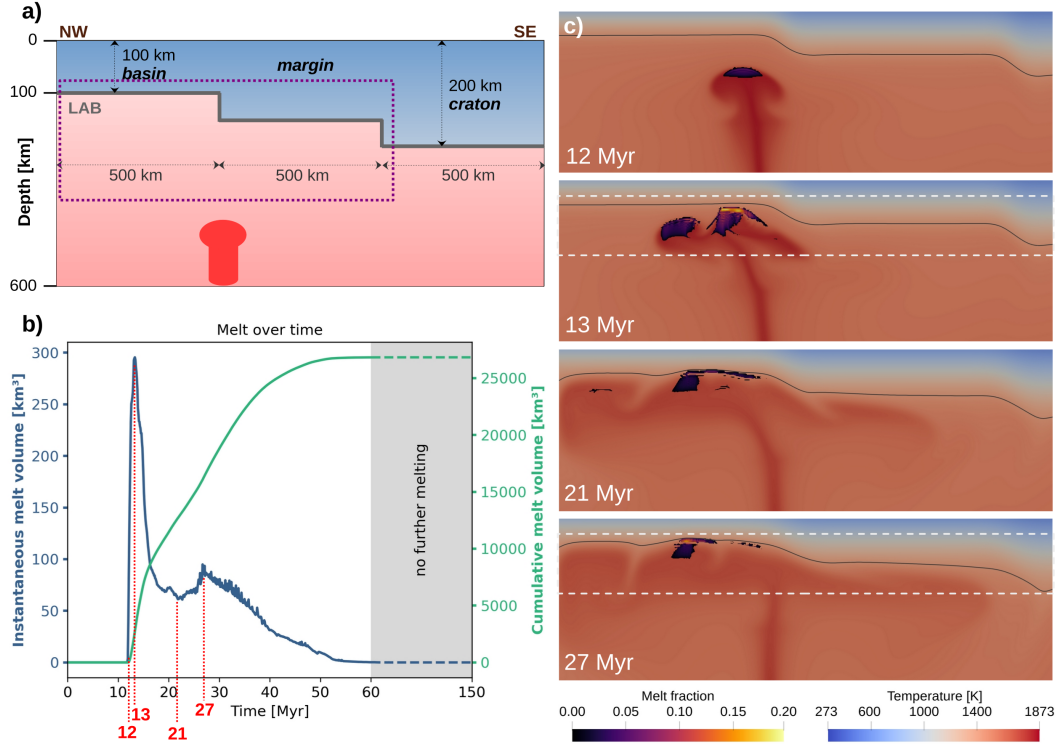 a)
NW
SE
0
100 km
basin
margin
200 km
craton
100
LAB
500 km
500 km
500 km
Depth [km]
600
b)
Melt over time
300
250
200
150
100
50
0
Instantaneous melt volume [km³]
no further melting
25000
20000
15000
10000
5000
0
Cumulative melt volume [km³]
0
10
20
30
40
50
60
150
Time [Myr]
12
13
21
27
c)
12 Myr
13 Myr
21 Myr
27 Myr
Melt fraction
0.00
0.05
0.10
0.15
0.20
Temperature [K]
273
600
1000
1400
1873